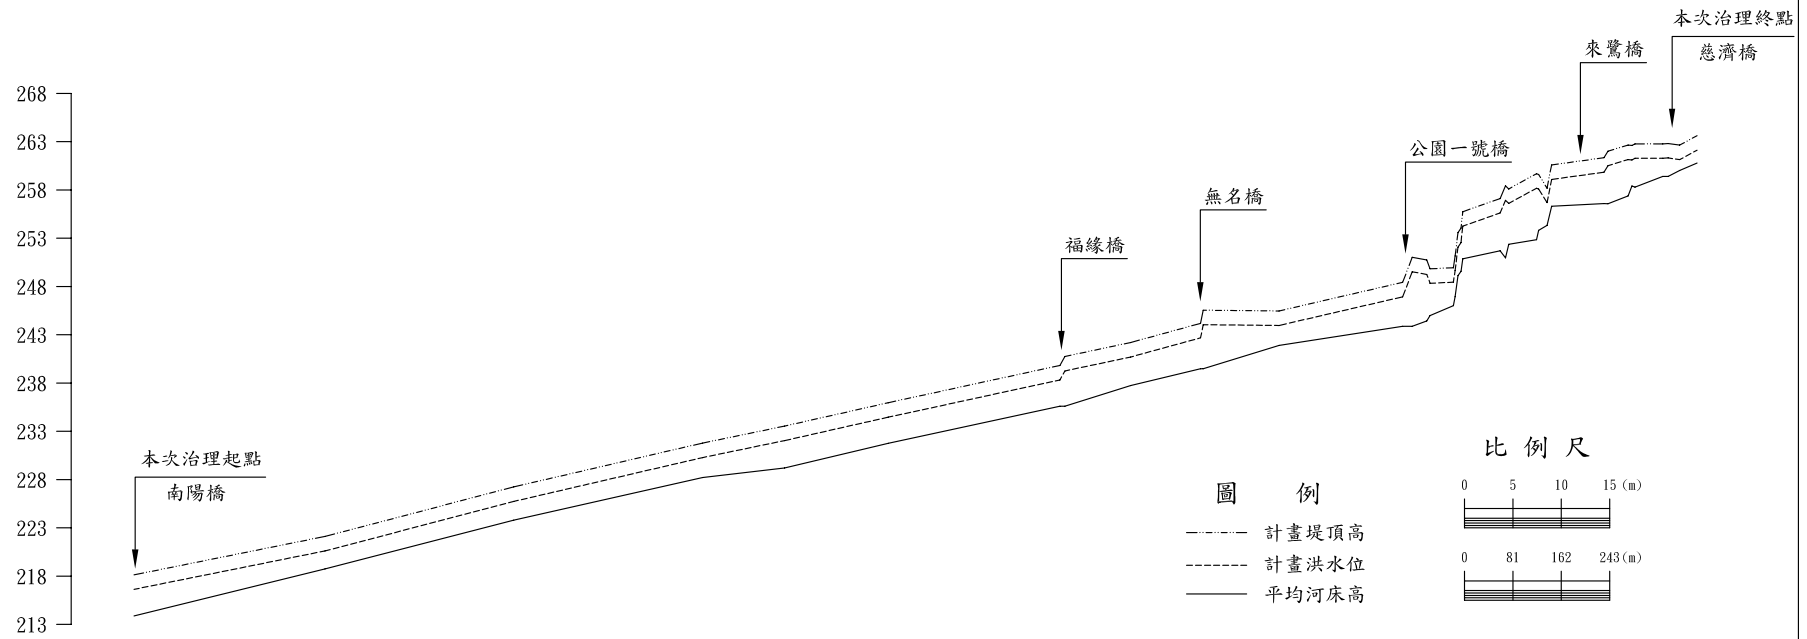 本次治理終點
慈濟橋
來鷺橋
公園一號橋
無名橋
福緣橋
本次治理起點
南陽橋
268
263
258
253
248
243
238
233
228
223
218
213
圖 例
計畫堤頂高
計畫洪水位
平均河床高
比例尺
0 5 10 15(m)
0 81 162 243(m)